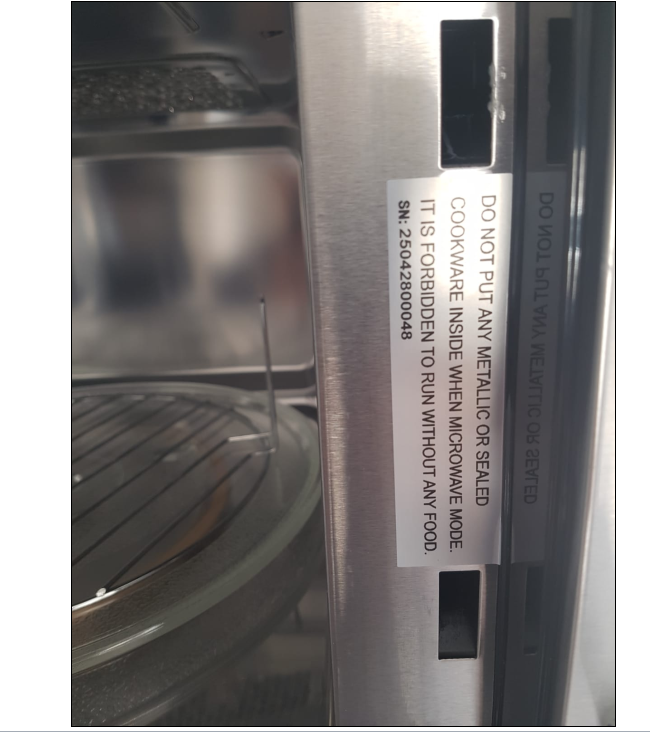 DO NOT PUT ANY METALLIC OR SEALED
COOKWARE INSIDE WHEN MICROWAVE MODE.
IT IS FORBIDDEN TO RUN WITHOUT ANY FOOD.
SN: 25042800048